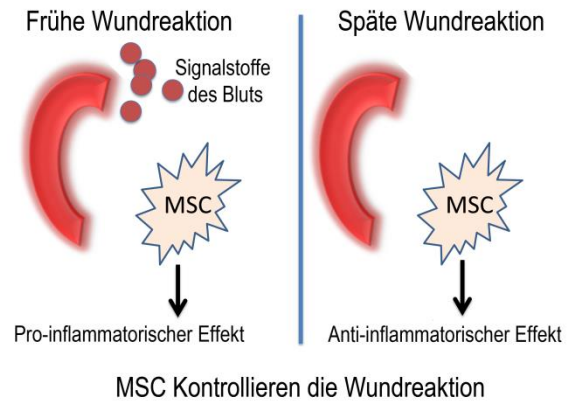 Frühe Wundreaktion
Signalstoffe
des Bluts
MSC
Pro-inflammatorischer Effekt
Späte Wundreaktion
MSC
Anti-inflammatorischer Effekt
MSC Kontrollieren die Wundreaktion